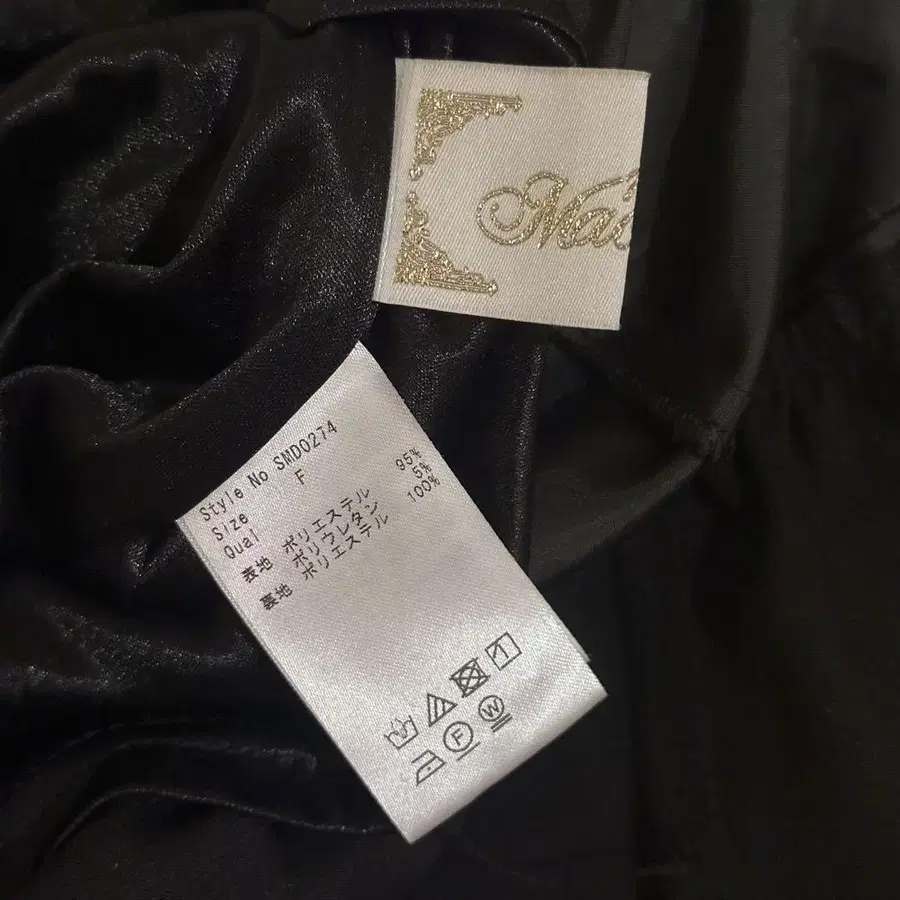 Style No SMD0274
Size F
Qual
表地 ポリエステル 95%
ポリウレタン 5%
裏地 ポリエステル 100%
F
W